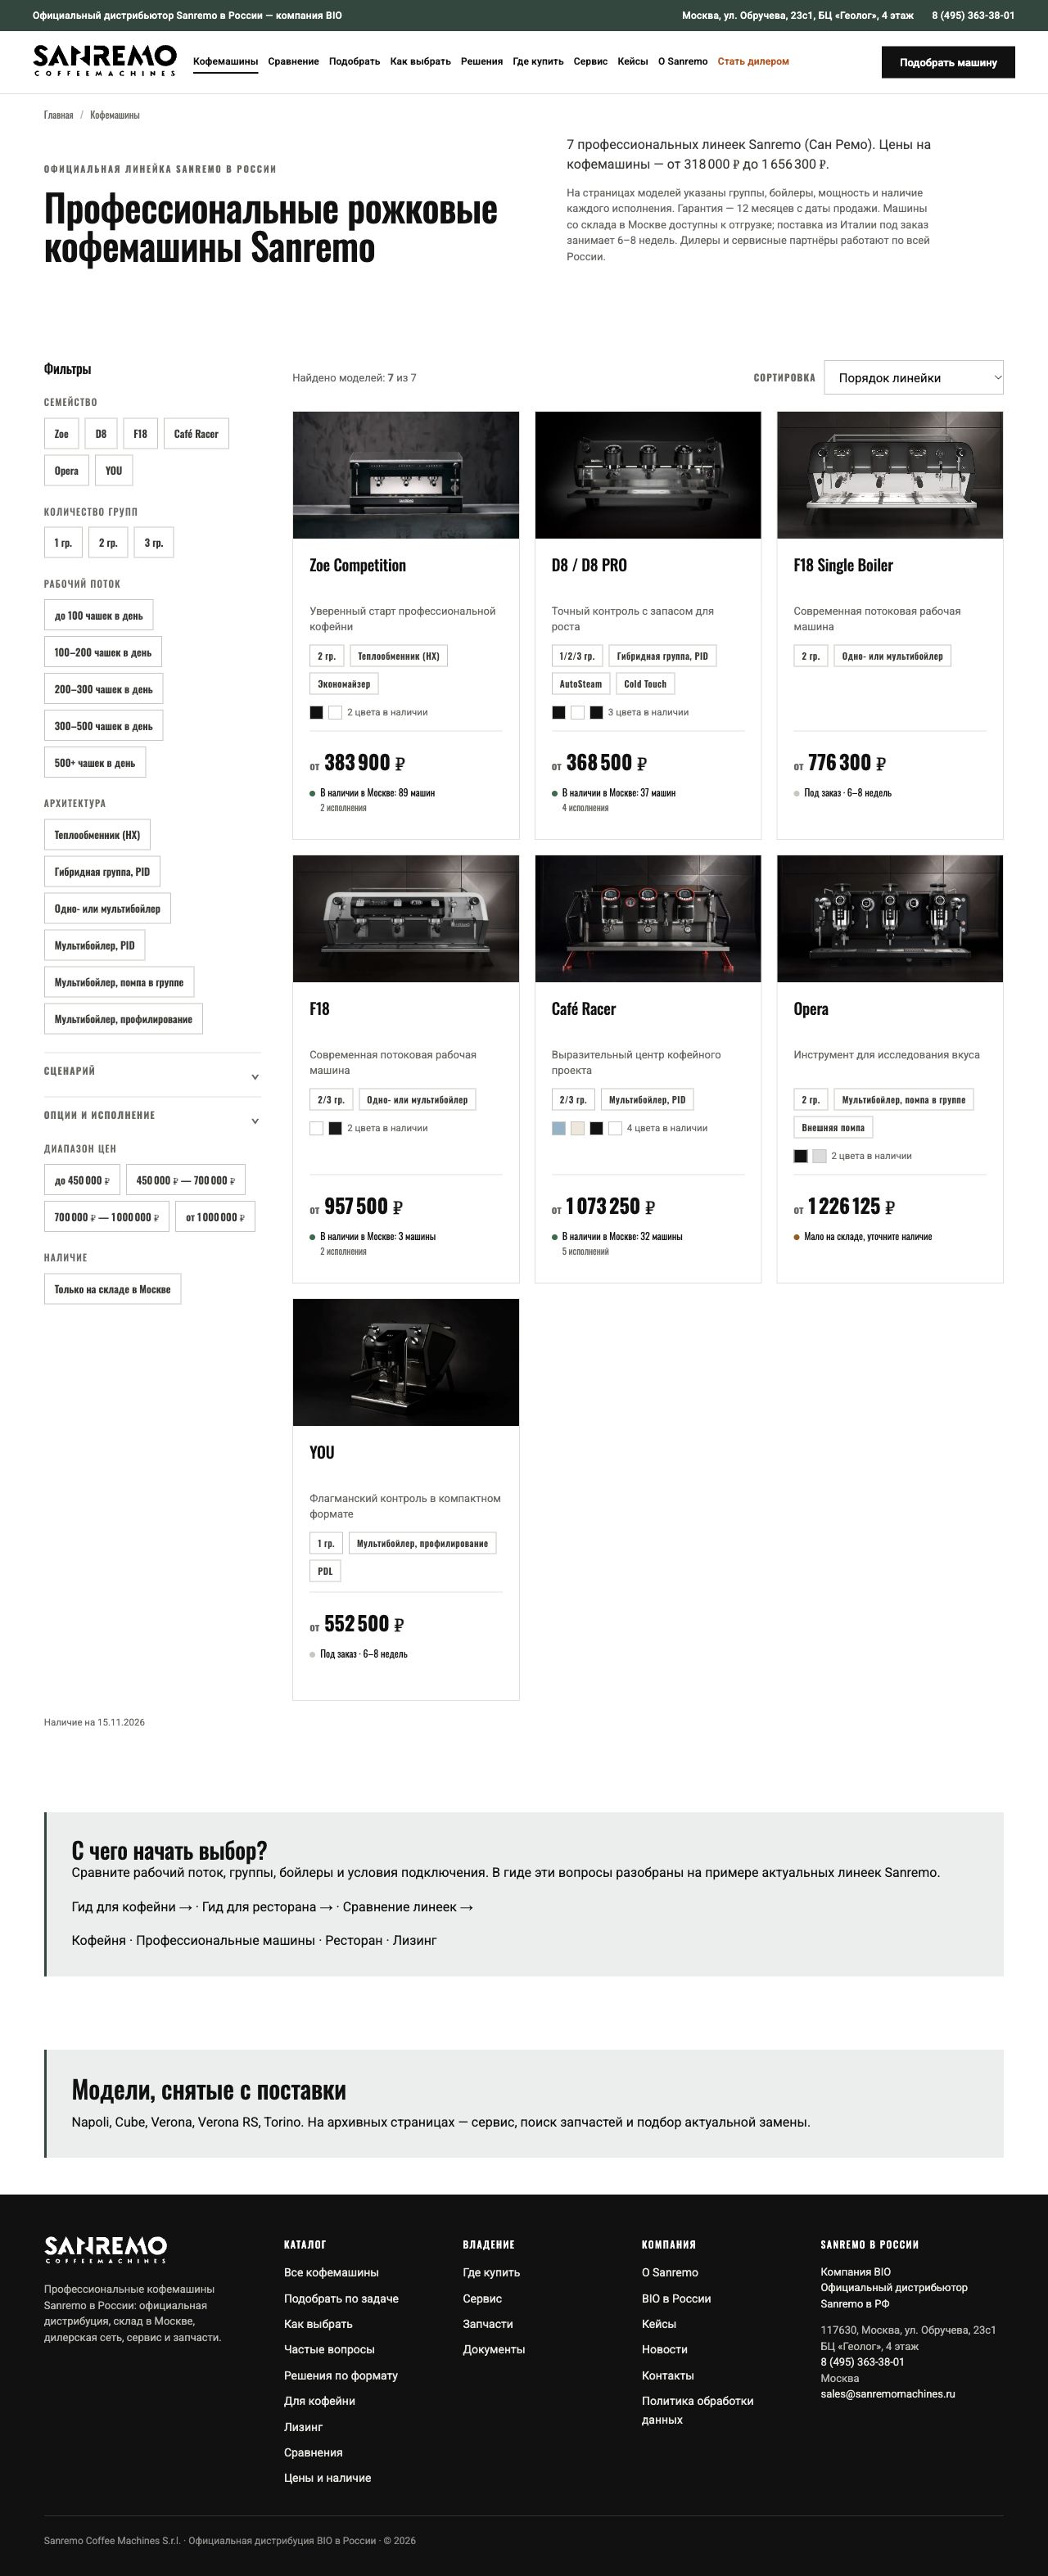 Официальный дистрибьютор Sanremo в России — компания BIO
Москва, ул. Обручева, 23с1, БЦ «Геолог», 4 этаж
8 (495) 363-38-01
SANREMO
COFFEEMACHINES
Кофемашины
Сравнение
Подобрать
Как выбрать
Решения
Где купить
Сервис
Кейсы
О Sanremo
Стать дилером
Подобрать машину
Главная / Кофемашины
ОФИЦИАЛЬНАЯ ЛИНЕЙКА SANREMO В РОССИИ
Профессиональные рожковые
кофемашины Sanremo
7 профессиональных линеек Sanremo (Сан Ремо). Цены на
кофемашины — от 318 000 ₽ до 1 656 300 ₽.
На страницах моделей указаны группы, бойлеры, мощность и наличие
каждого исполнения. Гарантия — 12 месяцев с даты продажи. Машины
со склада в Москве доступны к отгрузке; поставка из Италии под заказ
занимает 6–8 недель. Дилеры и сервисные партнёры работают по всей
России.
Фильтры
СЕМЕЙСТВО
Zoe
D8
F18
Café Racer
Opera
YOU
КОЛИЧЕСТВО ГРУПП
1 гр.
2 гр.
3 гр.
РАБОЧИЙ ПОТОК
до 100 чашек в день
100–200 чашек в день
200–300 чашек в день
300–500 чашек в день
500+ чашек в день
АРХИТЕКТУРА
Теплообменник (HX)
Гибридная группа, PID
Одно- или мультибойлер
Мультибойлер, PID
Мультибойлер, помпа в группе
Мультибойлер, профилирование
СЦЕНАРИЙ
ОПЦИИ И ИСПОЛНЕНИЕ
ДИАПАЗОН ЦЕН
до 450 000 ₽
450 000 ₽ — 700 000 ₽
700 000 ₽ — 1 000 000 ₽
от 1 000 000 ₽
НАЛИЧИЕ
Только на складе в Москве
Найдено моделей: 7 из 7
СОРТИРОВКА
Порядок линейки
Zoe Competition
Уверенный старт профессиональной
кофейни
2 гр.
Теплообменник (HX)
Экономайзер
2 цвета в наличии
от 383 900 ₽
В наличии в Москве: 89 машин
2 исполнения
D8 / D8 PRO
Точный контроль с запасом для
роста
1/2/3 гр.
Гибридная группа, PID
AutoSteam
Cold Touch
3 цвета в наличии
от 368 500 ₽
В наличии в Москве: 37 машин
4 исполнения
F18 Single Boiler
Современная потоковая рабочая
машина
2 гр.
Одно- или мультибойлер
от 776 300 ₽
Под заказ · 6–8 недель
F18
Современная потоковая рабочая
машина
2/3 гр.
Одно- или мультибойлер
2 цвета в наличии
от 957 500 ₽
В наличии в Москве: 3 машины
2 исполнения
Café Racer
Выразительный центр кофейного
проекта
2/3 гр.
Мультибойлер, PID
4 цвета в наличии
от 1 073 250 ₽
В наличии в Москве: 32 машины
5 исполнений
Opera
Инструмент для исследования вкуса
2 гр.
Мультибойлер, помпа в группе
Внешняя помпа
2 цвета в наличии
от 1 226 125 ₽
Мало на складе, уточните наличие
YOU
Флагманский контроль в компактном
формате
1 гр.
Мультибойлер, профилирование
PDL
от 552 500 ₽
Под заказ · 6–8 недель
Наличие на 15.11.2026
С чего начать выбор?
Сравните рабочий поток, группы, бойлеры и условия подключения. В гиде эти вопросы разобраны на примере актуальных линеек Sanremo.
Гид для кофейни → · Гид для ресторана → · Сравнение линеек →
Кофейня · Профессиональные машины · Ресторан · Лизинг
Модели, снятые с поставки
Napoli, Cube, Verona, Verona RS, Torino. На архивных страницах — сервис, поиск запчастей и подбор актуальной замены.
SANREMO
COFFEEMACHINES
Профессиональные кофемашины
Sanremo в России: официальная
дистрибуция, склад в Москве,
дилерская сеть, сервис и запчасти.
КАТАЛОГ
Все кофемашины
Подобрать по задаче
Как выбрать
Частые вопросы
Решения по формату
Для кофейни
Лизинг
Сравнения
Цены и наличие
ВЛАДЕНИЕ
Где купить
Сервис
Запчасти
Документы
КОМПАНИЯ
О Sanremo
BIO в России
Кейсы
Новости
Контакты
Политика обработки
данных
SANREMO В РОССИИ
Компания BIO
Официальный дистрибьютор
Sanremo в РФ
117630, Москва, ул. Обручева, 23с1
БЦ «Геолог», 4 этаж
8 (495) 363-38-01
Москва
sales@sanremomachines.ru
Sanremo Coffee Machines S.r.l. · Официальная дистрибуция BIO в России · © 2026